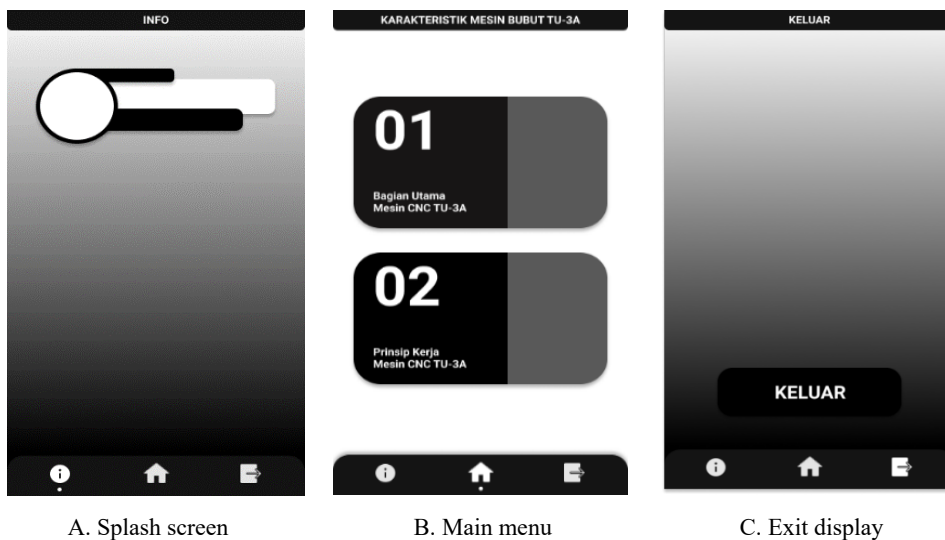 INFO
KARAKTERISTIK MESIN BUBUT TU-3A
KELUAR
01
Bagian Utama
Mesin CNC TU-3A
02
Prinsip Kerja
Mesin CNC TU-3A
KELUAR
A. Splash screen
B. Main menu
C. Exit display